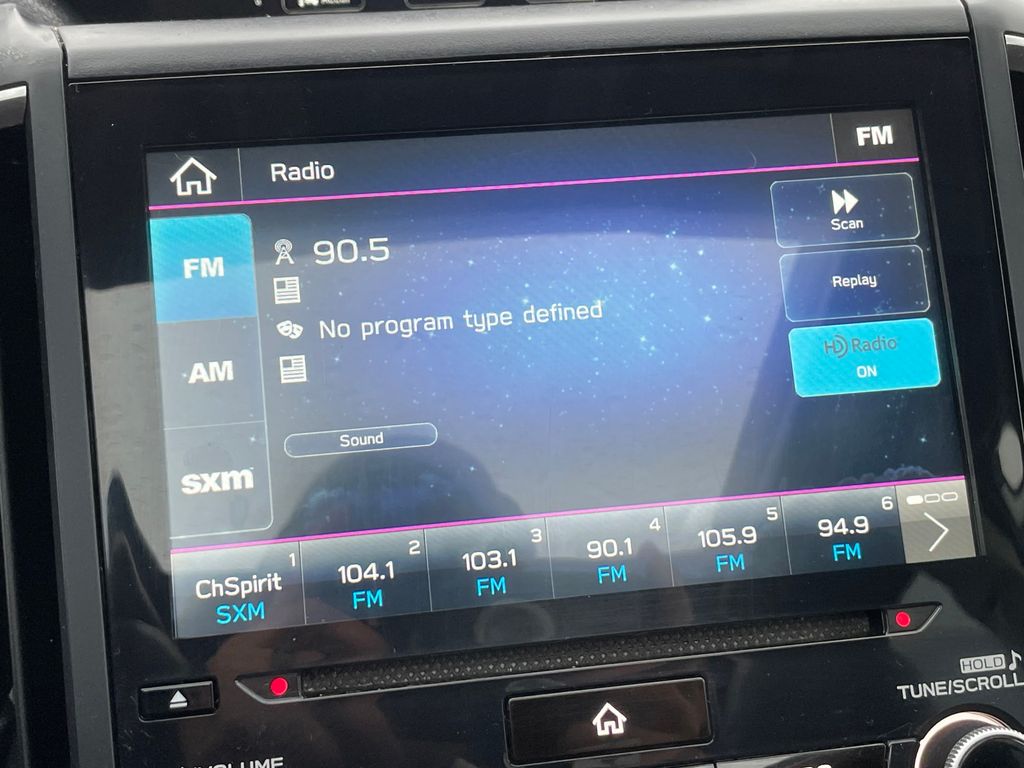 Radio
FM
FM
90.5
Scan
Replay
No program type defined
HD Radio
ON
AM
Sound
sxm
1
ChSpirit
SXM
2
104.1
FM
3
103.1
FM
4
90.1
FM
5
105.9
FM
6
94.9
FM
HOLD
TUNE/SCROLL
VOLUME